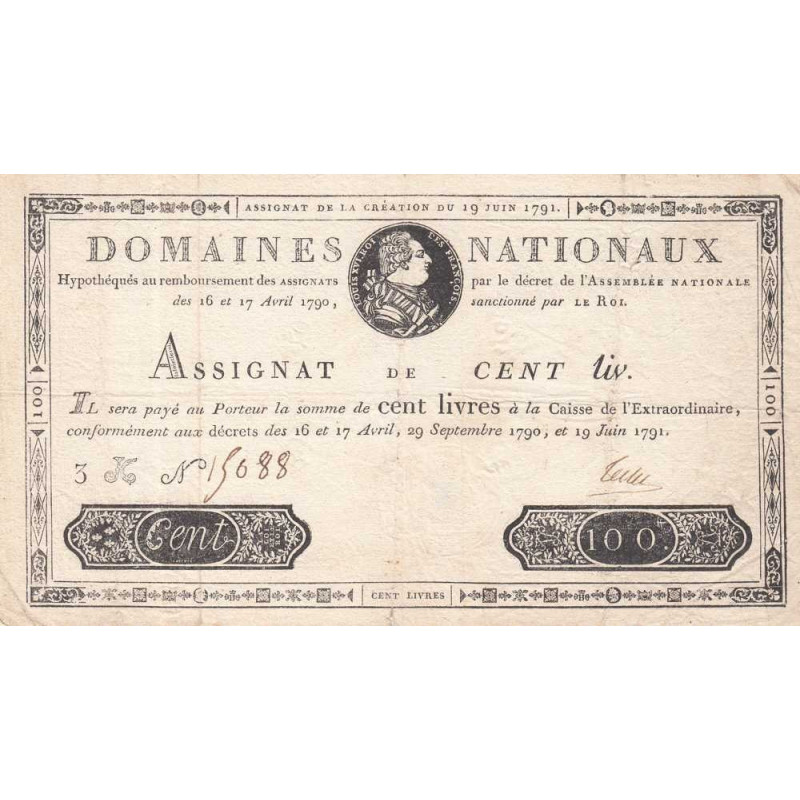 ASSIGNAT DE LA CRÉATION DU 19 JUIN 1791.
DOMAINES NATIONAUX
LOUIS XVI. ROI DES FRANÇOIS.
Hypothéqués au remboursement des ASSIGNATS par le décret de l'ASSEMBLÉE NATIONALE
des 16 et 17 Avril 1790, sanctionné par LE ROI.
ASSIGNAT DE CENT liv.
IL sera payé au Porteur la somme de cent livres à la Caisse de l'Extraordinaire,
conformément aux décrets des 16 et 17 Avril, 29 Septembre 1790, et 19 Juin 1791.
100
100
3 K N 15088
Cent
100.
CENT LIVRES